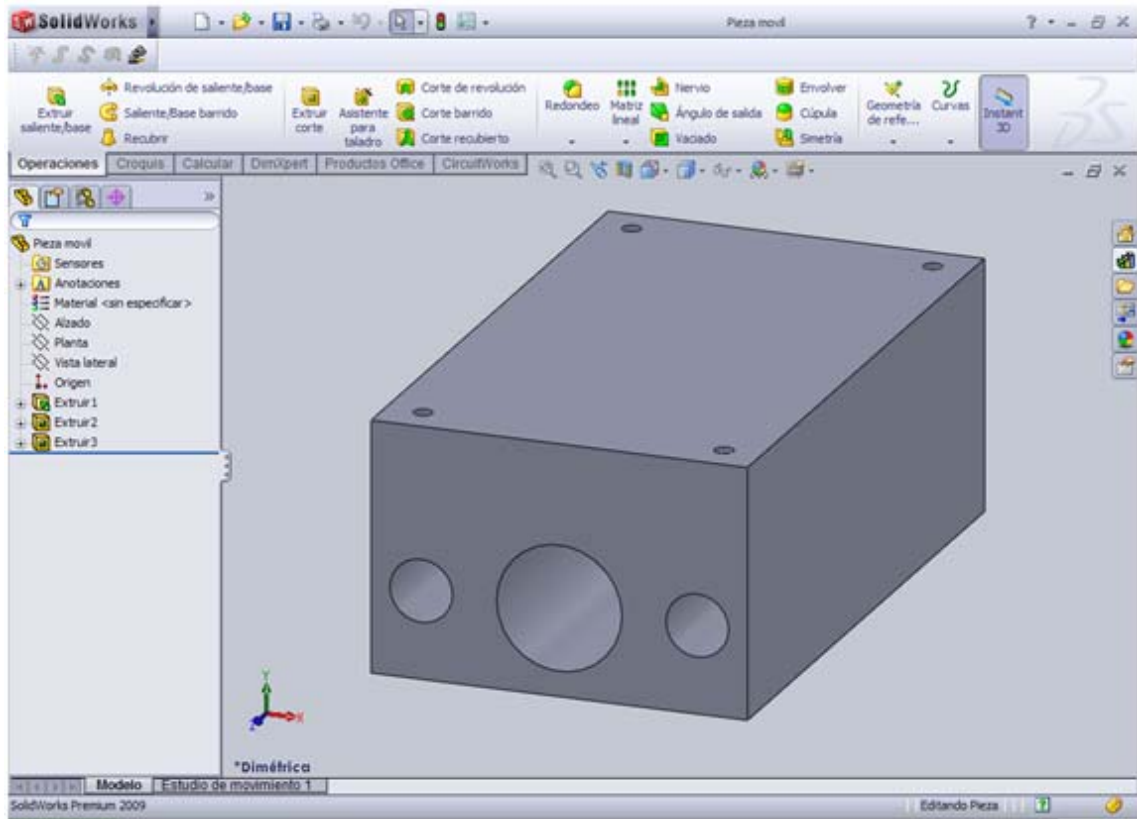 SolidWorks
Pieza movil
Extruir saliente/base
Revolución de saliente/base
Saliente/Base barrido
Recubrir
Extruir corte
Asistente para taladro
Corte de revolución
Corte barrido
Corte recubierto
Redondeo
Matriz lineal
Nervio
Ángulo de salida
Vaciado
Envolver
Cúpula
Simetría
Geometría de refe...
Curvas
Instant 3D
Operaciones
Croquis
Calcular
DimXpert
Productos Office
CircuitWorks
Pieza movil
Sensores
Anotaciones
Material <sin especificar>
Alzado
Planta
Vista lateral
Origen
Extruir1
Extruir2
Extruir3
Y
X
Z
*Dimétrica
Modelo
Estudio de movimiento 1
SolidWorks Premium 2009
Editando Pieza